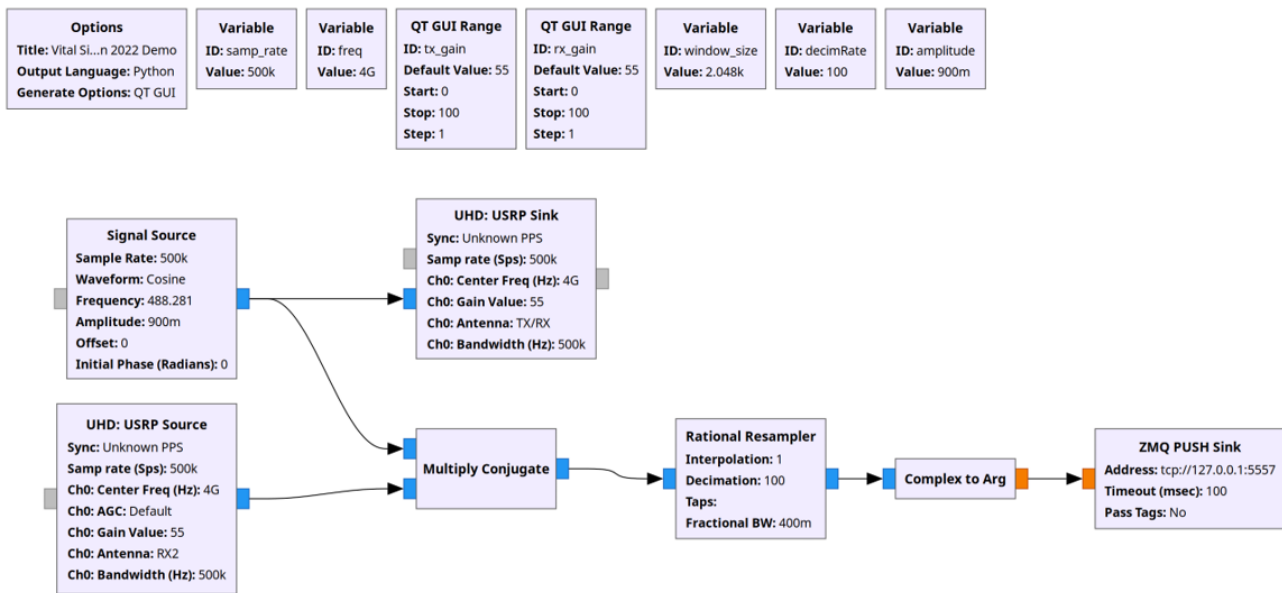 Options
Title: Vital Si...n 2022 Demo
Output Language: Python
Generate Options: QT GUI
Variable
ID: samp_rate
Value: 500k
Variable
ID: freq
Value: 4G
QT GUI Range
ID: tx_gain
Default Value: 55
Start: 0
Stop: 100
Step: 1
QT GUI Range
ID: rx_gain
Default Value: 55
Start: 0
Stop: 100
Step: 1
Variable
ID: window_size
Value: 2.048k
Variable
ID: decimRate
Value: 100
Variable
ID: amplitude
Value: 900m
Signal Source
Sample Rate: 500k
Waveform: Cosine
Frequency: 488.281
Amplitude: 900m
Offset: 0
Initial Phase (Radians): 0
UHD: USRP Sink
Sync: Unknown PPS
Samp rate (Sps): 500k
Ch0: Center Freq (Hz): 4G
Ch0: Gain Value: 55
Ch0: Antenna: TX/RX
Ch0: Bandwidth (Hz): 500k
UHD: USRP Source
Sync: Unknown PPS
Samp rate (Sps): 500k
Ch0: Center Freq (Hz): 4G
Ch0: AGC: Default
Ch0: Gain Value: 55
Ch0: Antenna: RX2
Ch0: Bandwidth (Hz): 500k
Multiply Conjugate
Rational Resampler
Interpolation: 1
Decimation: 100
Taps:
Fractional BW: 400m
Complex to Arg
ZMQ PUSH Sink
Address: tcp://127.0.0.1:5557
Timeout (msec): 100
Pass Tags: No